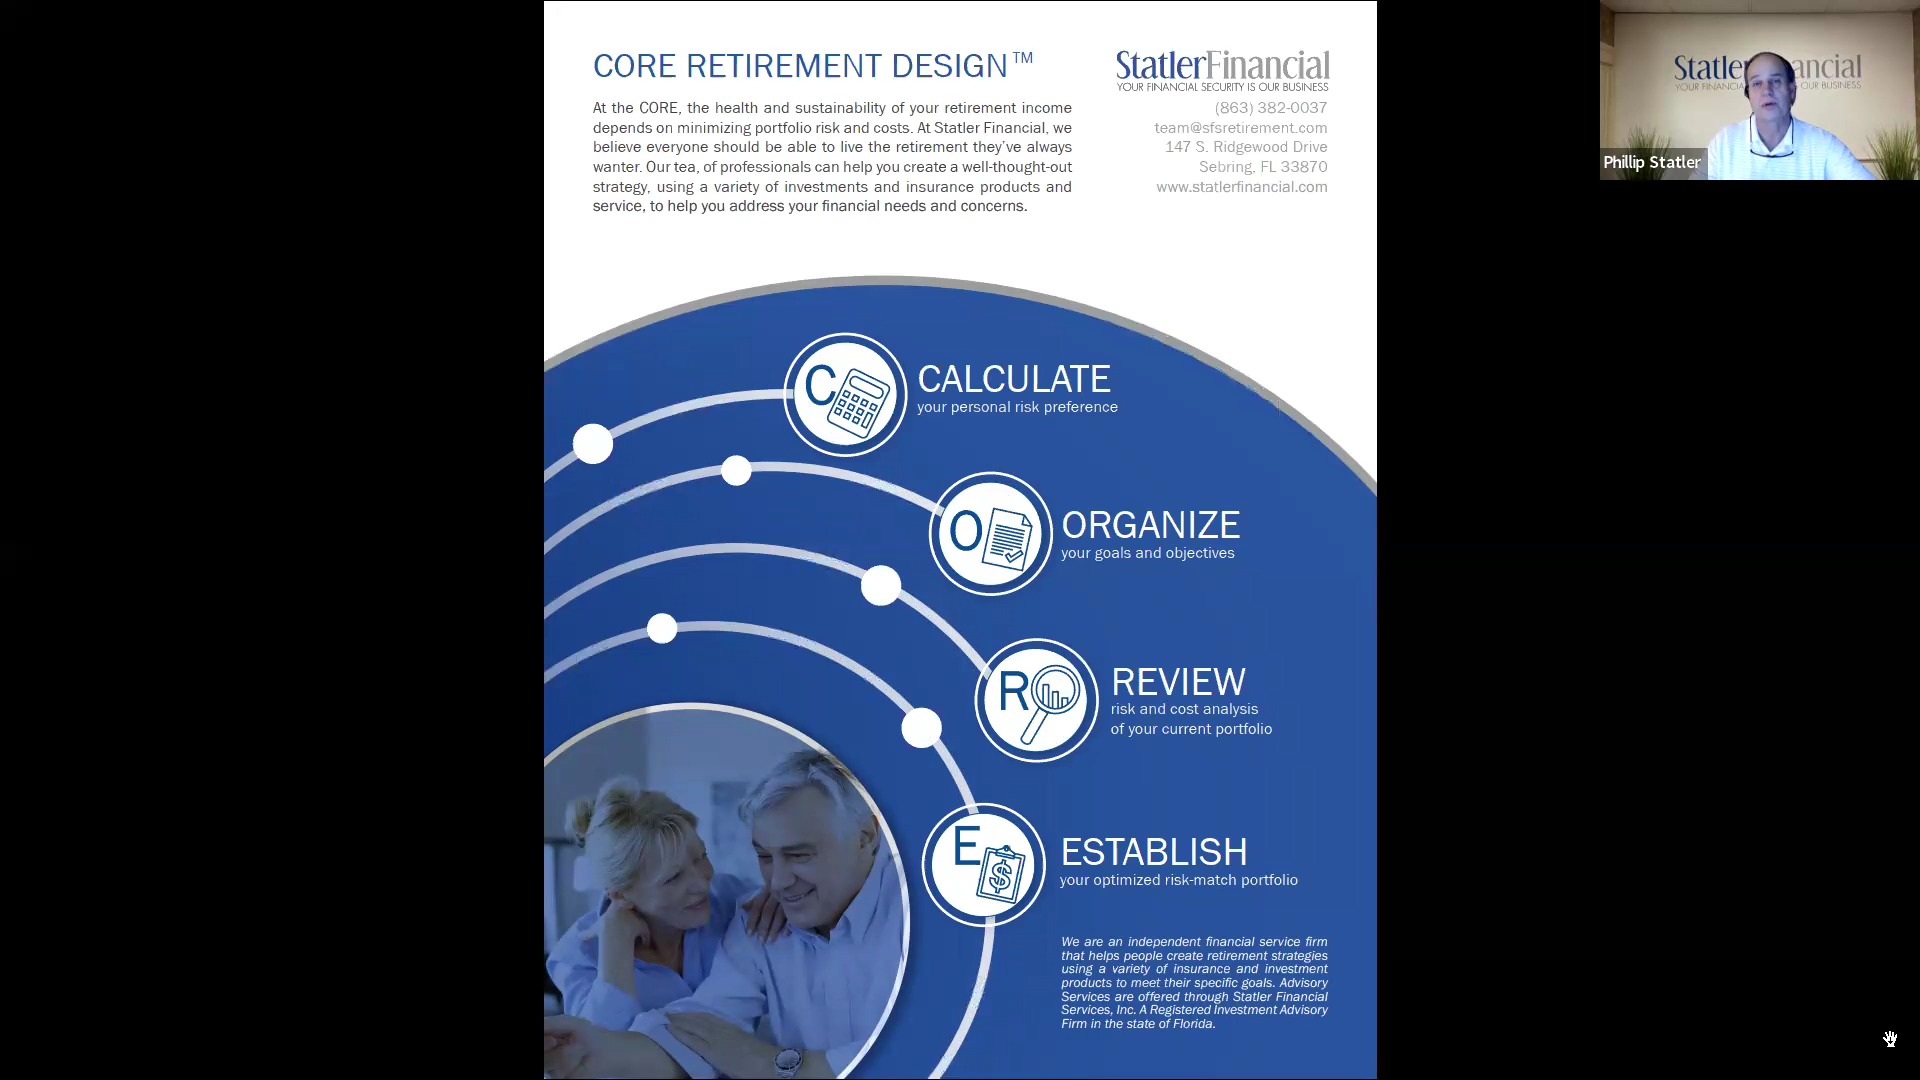 CORE RETIREMENT DESIGN™
At the CORE, the health and sustainability of your retirement income
depends on minimizing portfolio risk and costs. At Statler Financial, we
believe everyone should be able to live the retirement they've always
wanter. Our tea, of professionals can help you create a well-thought-out
strategy, using a variety of investments and insurance products and
service, to help you address your financial needs and concerns.
StatlerFinancial
YOUR FINANCIAL SECURITY IS OUR BUSINESS
(863) 382-0037
team@sfsretirement.com
147 S. Ridgewood Drive
Sebring, FL 33870
www.statlerfinancial.com
C
CALCULATE
your personal risk preference
O
ORGANIZE
your goals and objectives
R
REVIEW
risk and cost analysis
of your current portfolio
E
$
ESTABLISH
your optimized risk-match portfolio
We are an independent financial service firm
that helps people create retirement strategies
using a variety of insurance and investment
products to meet their specific goals. Advisory
Services are offered through Statler Financial
Services, Inc. A Registered Investment Advisory
Firm in the state of Florida.
Phillip Statler